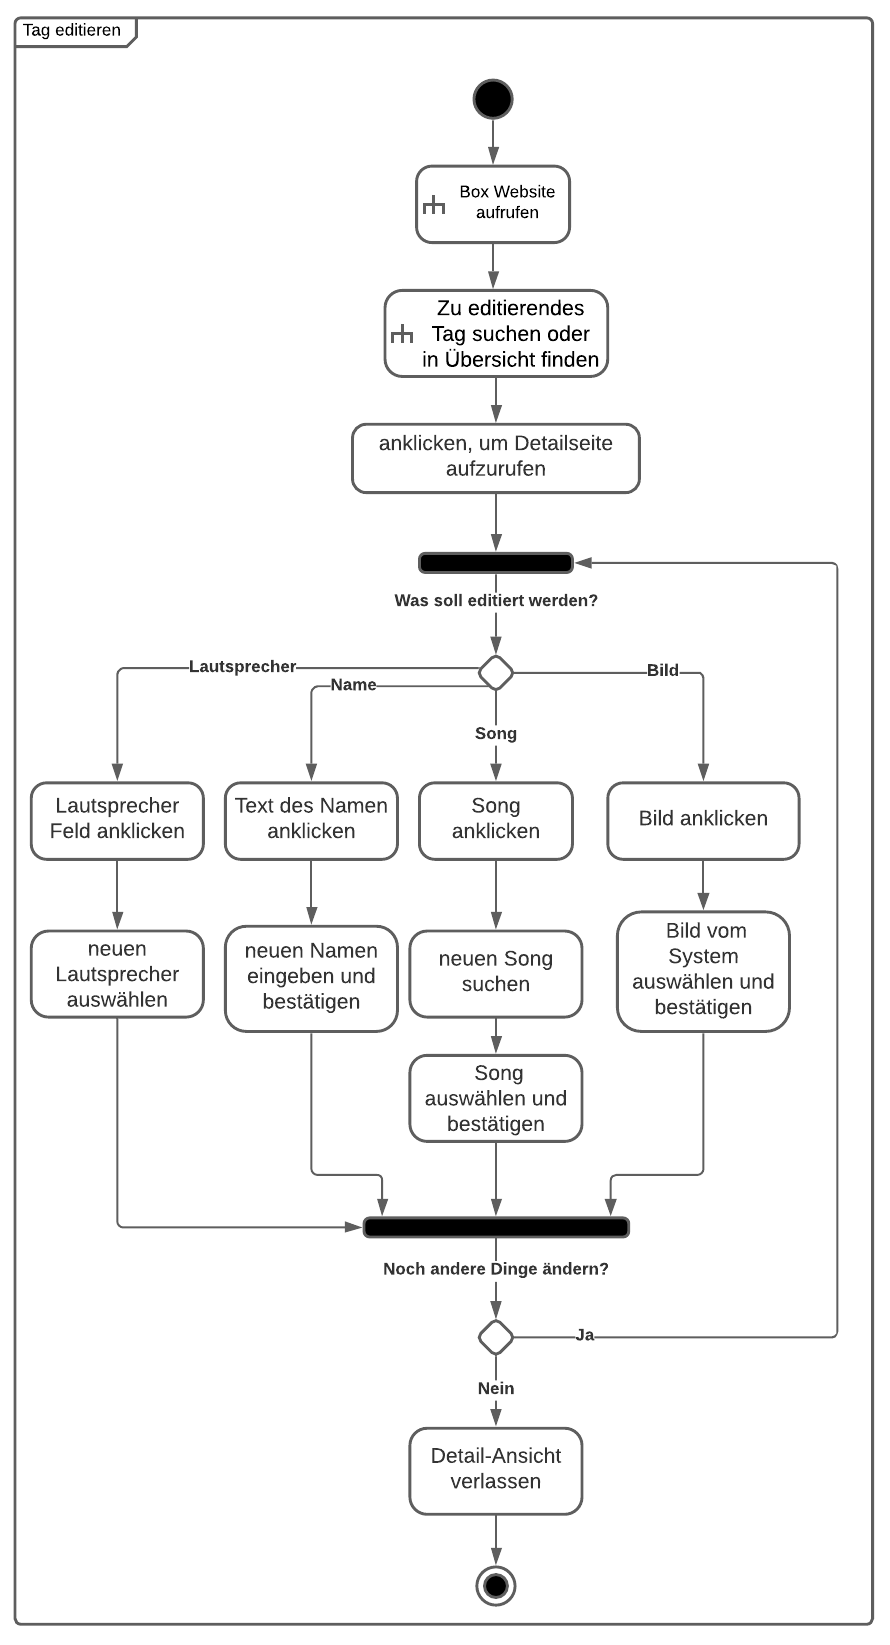 Tag editieren
Box Website
aufrufen
Zu editierendes
Tag suchen oder
in Übersicht finden
anklicken, um Detailseite
aufzurufen
Was soll editiert werden?
Lautsprecher
Name
Song
Bild
Lautsprecher
Feld anklicken
Text des Namen
anklicken
Song
anklicken
Bild anklicken
neuen
Lautsprecher
auswählen
neuen Namen
eingeben und
bestätigen
neuen Song
suchen
Bild vom
System
auswählen und
bestätigen
Song
auswählen und
bestätigen
Noch andere Dinge ändern?
Ja
Nein
Detail-Ansicht
verlassen